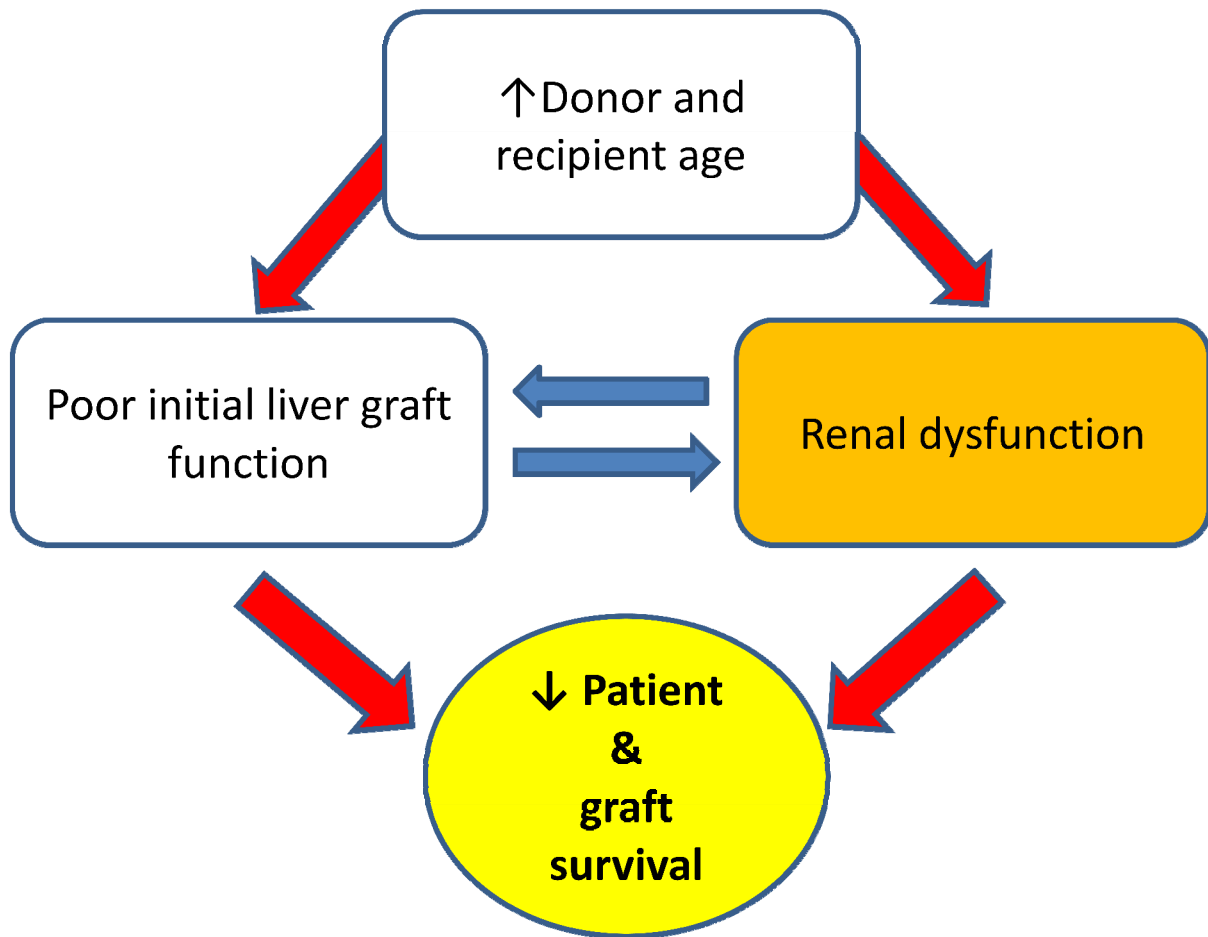 ↑Donor and
recipient age
Poor initial liver graft
function
Renal dysfunction
↓ Patient
&
graft
survival